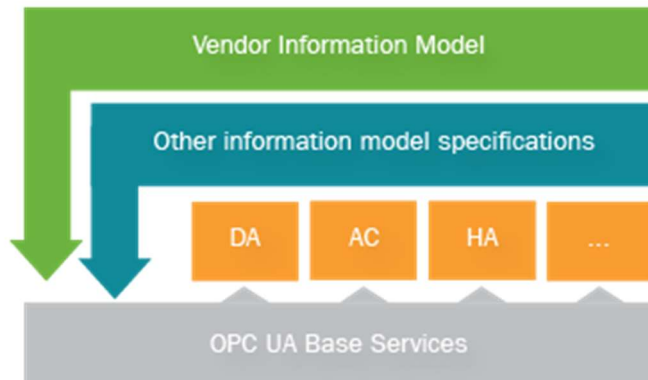 Vendor Information Model
Other information model specifications
DA AC HA ...
OPC UA Base Services